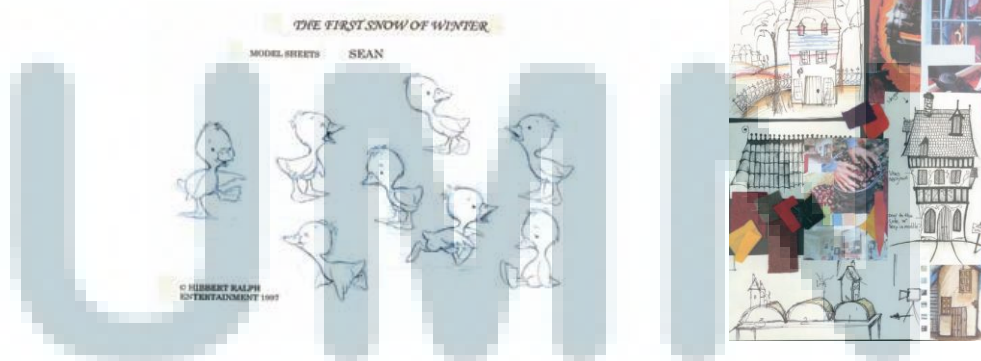 THE FIRST SNOW OF WINTER
MODEL SHEETS SEAN
© HIBBERT RALPH
ENTERTAINMENT 1997